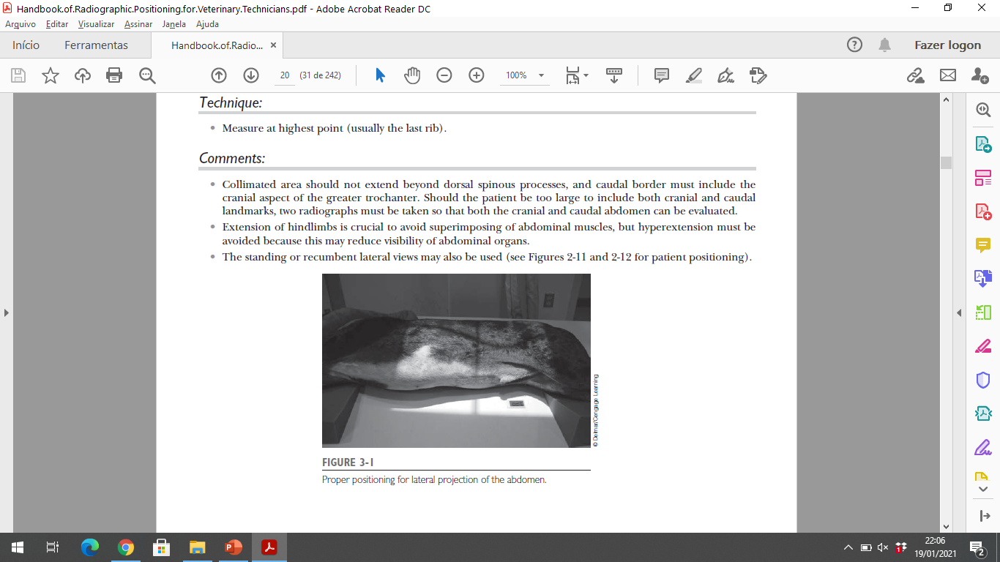 Handbook.of.Radiographic.Positioning.for.Veterinary.Technicians.pdf - Adobe Acrobat Reader DC
Arquivo Editar Visualizar Assinar Janela Ajuda
Início Ferramentas Handbook.of.Radio... × Fazer logon
20 (31 de 242) 100%
Technique:
• Measure at highest point (usually the last rib).
Comments:
• Collimated area should not extend beyond dorsal spinous processes, and caudal border must include the
cranial aspect of the greater trochanter. Should the patient be too large to include both cranial and caudal
landmarks, two radiographs must be taken so that both the cranial and caudal abdomen can be evaluated.
• Extension of hindlimbs is crucial to avoid superimposing of abdominal muscles, but hyperextension must be
avoided because this may reduce visibility of abdominal organs.
• The standing or recumbent lateral views may also be used (see Figures 2-11 and 2-12 for patient positioning).
© Delmar/Cengage Learning
FIGURE 3-1
Proper positioning for lateral projection of the abdomen.
22:06
19/01/2021
1
2